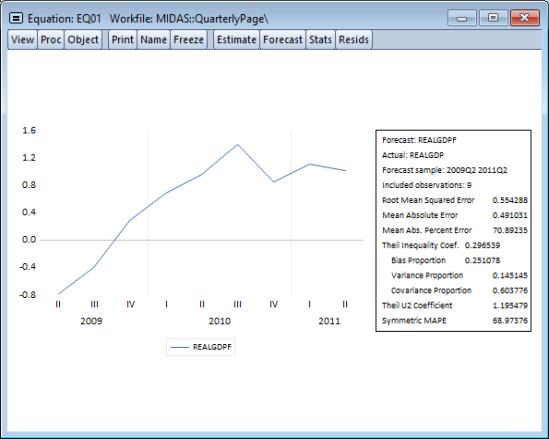 Equation: EQ01 Workfile: MIDAS::QuarterlyPage\
View Proc Object Print Name Freeze Estimate Forecast Stats Resids
1.6
1.2
0.8
0.4
0.0
-0.4
-0.8
II III IV I II III IV I II
2009 2010 2011
REALGDPF
Forecast: REALGDPF
Actual: REALGDP
Forecast sample: 2009Q2 2011Q2
Included observations: 9
Root Mean Squared Error 0.554288
Mean Absolute Error 0.491031
Mean Abs. Percent Error 70.89235
Theil Inequality Coef. 0.296539
Bias Proportion 0.251078
Variance Proportion 0.145145
Covariance Proportion 0.603776
Theil U2 Coefficient 1.195479
Symmetric MAPE 68.97376